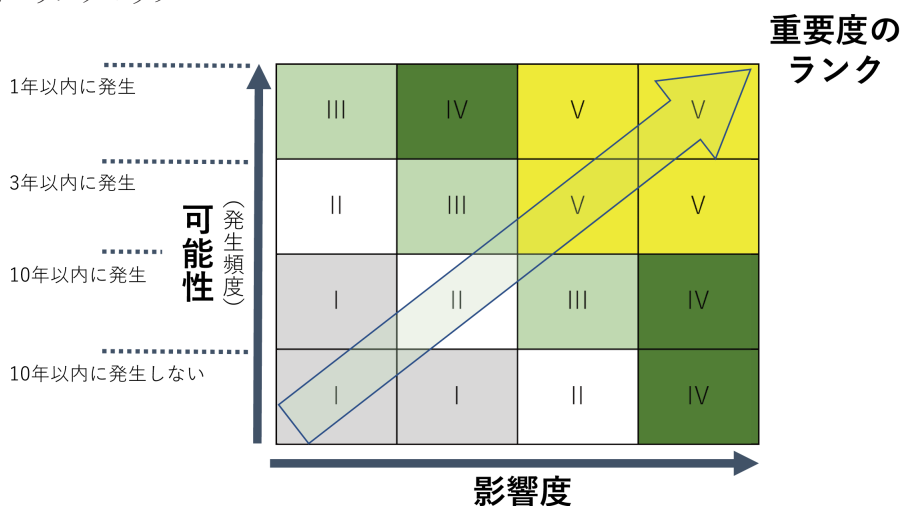 重要度の
ランク
1年以内に発生
III
IV
V
V
3年以内に発生
II
III
V
V
可能性
(発生頻度)
10年以内に発生
I
II
III
IV
10年以内に発生しない
I
I
II
IV
影響度